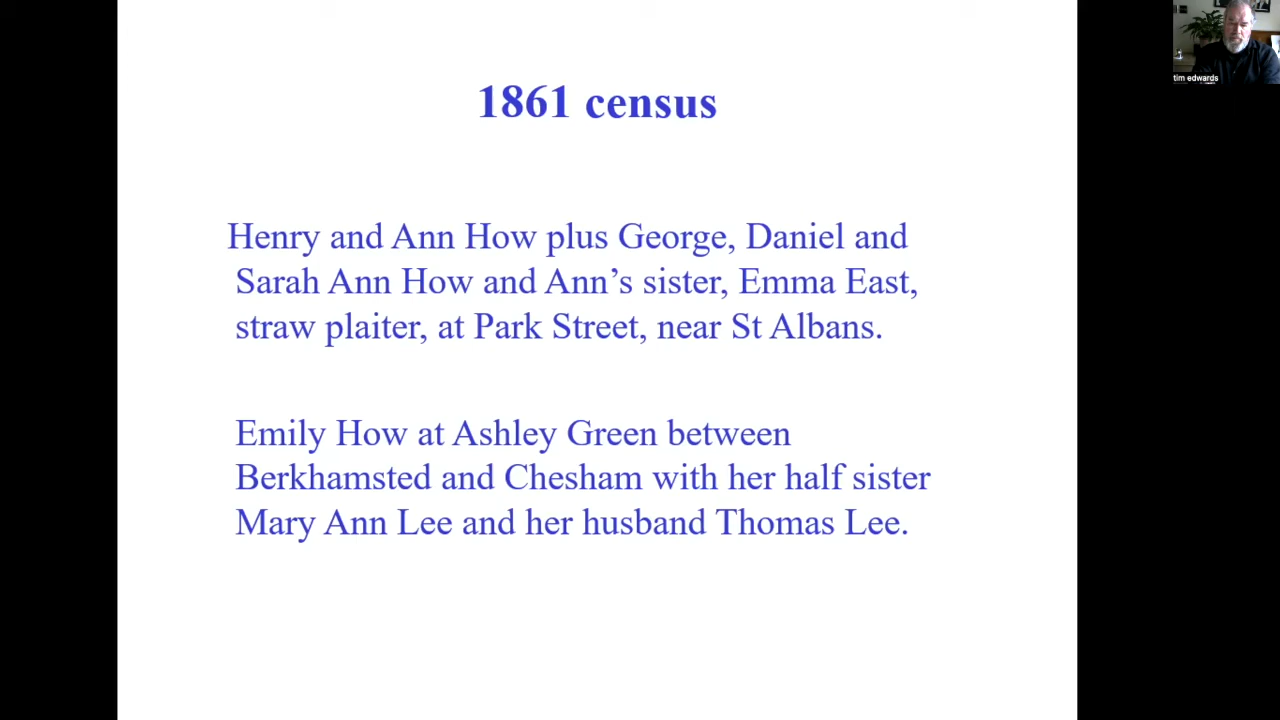 1861 census
Henry and Ann How plus George, Daniel and
Sarah Ann How and Ann’s sister, Emma East,
straw plaiter, at Park Street, near St Albans.
Emily How at Ashley Green between
Berkhamsted and Chesham with her half sister
Mary Ann Lee and her husband Thomas Lee.
tim edwards